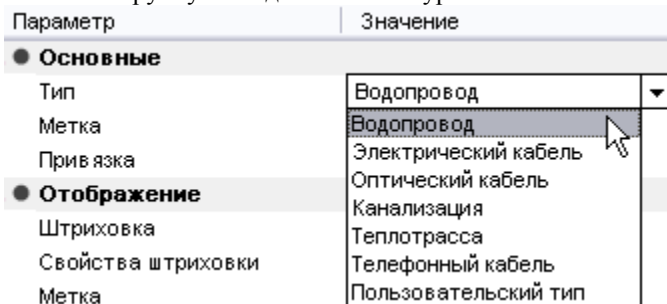 Параметр Значение
Основные
Тип Водопровод
Метка Водопровод
Привязка Электрический кабель
Отображение Оптический кабель
Штриховка Канализация
Свойства штриховки Теплотрасса
Метка Телефонный кабель
Пользовательский тип